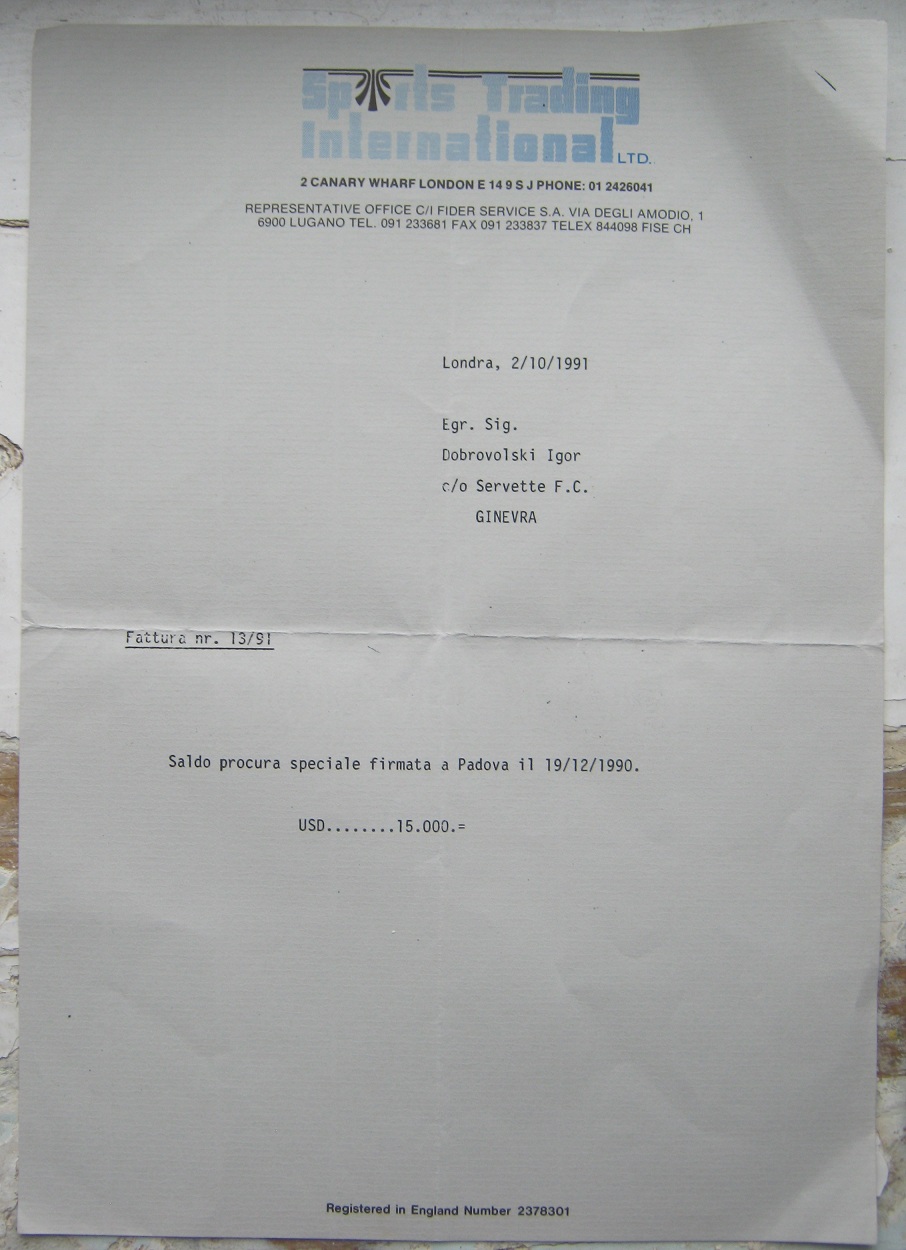 Sports Trading
International LTD.
2 CANARY WHARF LONDON E 14 9 S J PHONE: 01 2426041
REPRESENTATIVE OFFICE C/I FIDER SERVICE S.A. VIA DEGLI AMODIO, 1
6900 LUGANO TEL. 091 233681 FAX 091 233837 TELEX 844098 FISE CH
Londra, 2/10/1991
Egr. Sig.
Dobrovolski Igor
c/o Servette F.C.
GINEVRA
Fattura nr. 13/91
Saldo procura speciale firmata a Padova il 19/12/1990.
USD........15.000.=
Registered in England Number 2378301